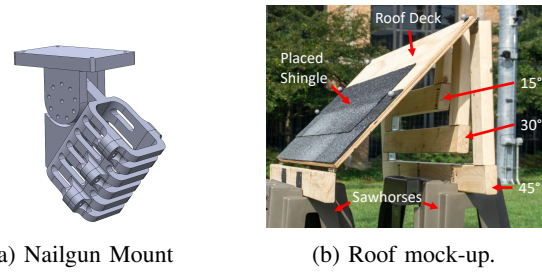 Roof Deck
Placed
Shingle
15°
30°
45°
Sawhorses
a) Nailgun Mount
(b) Roof mock-up.